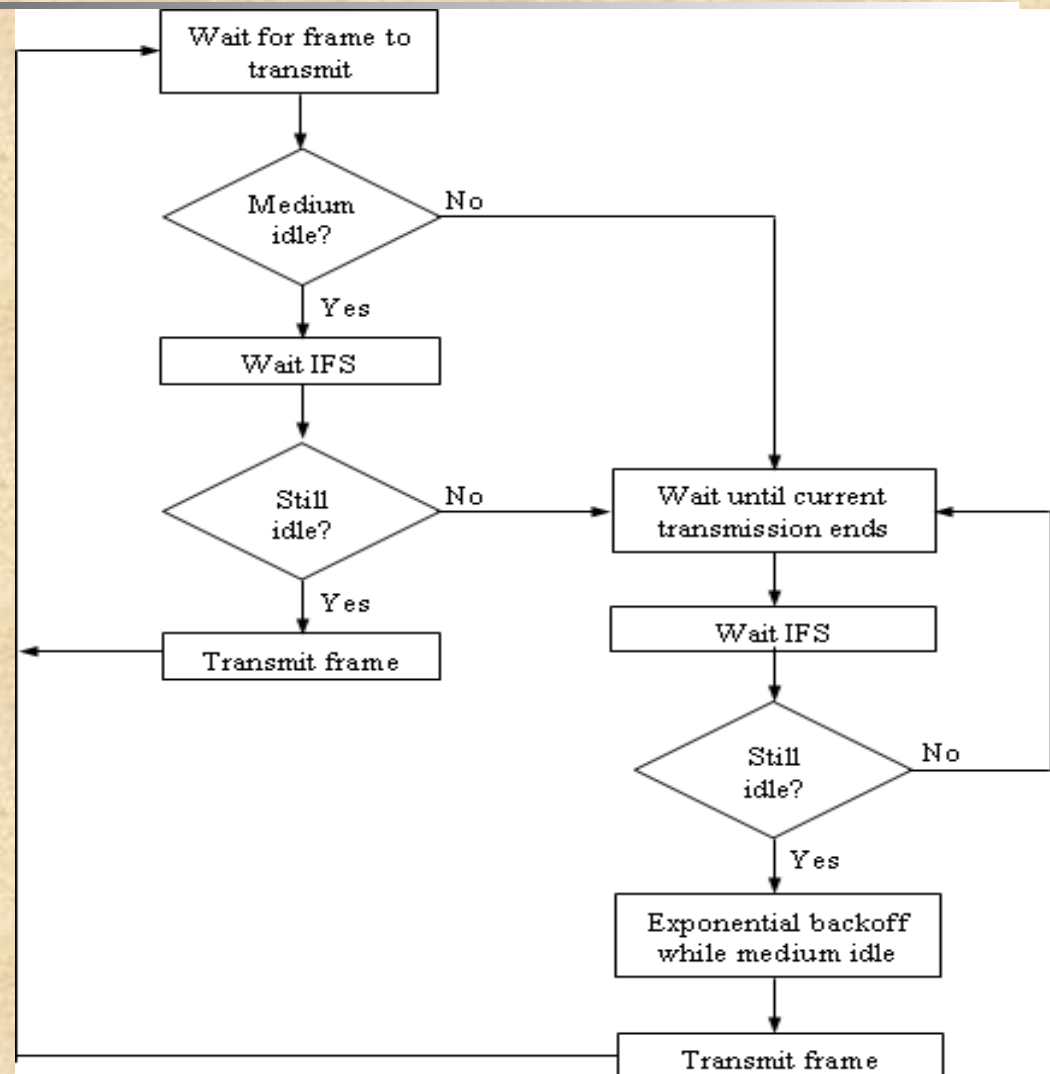 Wait for frame to
transmit
Medium
idle?
No
Yes
Wait IFS
Still
idle?
No
Yes
Transmit frame
Wait until current
transmission ends
Wait IFS
Still
idle?
No
Yes
Exponential backoff
while medium idle
Transmit frame